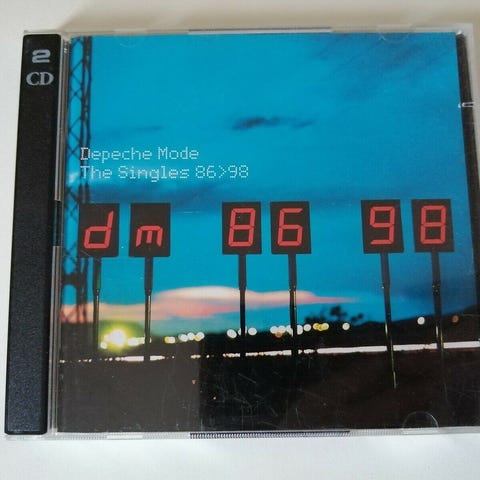 2
CD
Depeche Mode
The Singles 86>98
dm 86 98